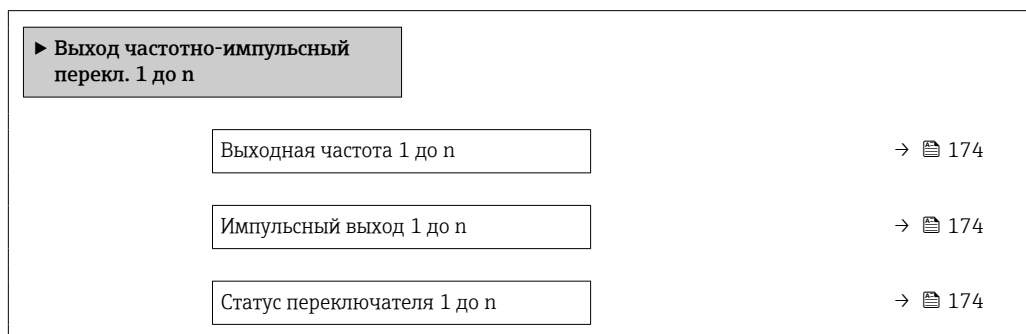 ▶ Выход частотно-импульсный
перекл. 1 до n
Выходная частота 1 до n → 174
Импульсный выход 1 до n → 174
Статус переключателя 1 до n → 174